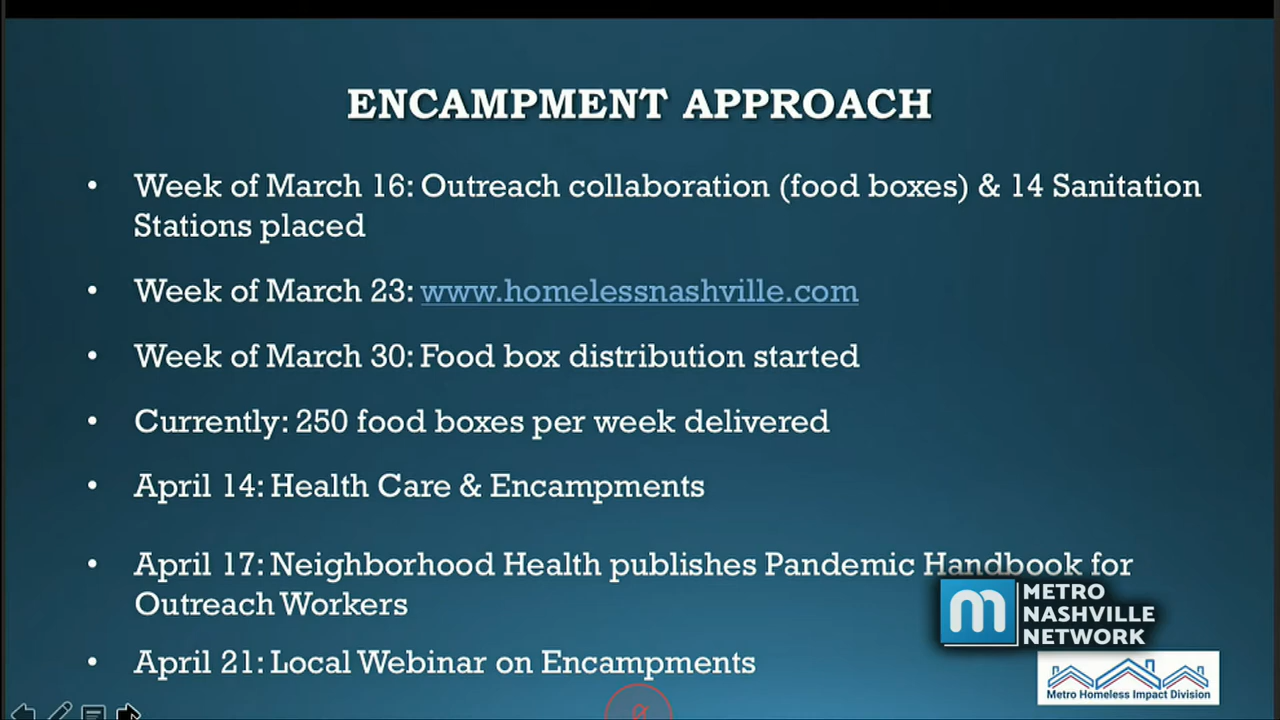 ENCAMPMENT APPROACH
• Week of March 16: Outreach collaboration (food boxes) & 14 Sanitation
Stations placed
• Week of March 23: www.homelessnashville.com
• Week of March 30: Food box distribution started
• Currently: 250 food boxes per week delivered
• April 14: Health Care & Encampments
• April 17: Neighborhood Health publishes Pandemic Handbook for
Outreach Workers
• April 21: Local Webinar on Encampments
m METRO
NASHVILLE
NETWORK
Metro Homeless Impact Division